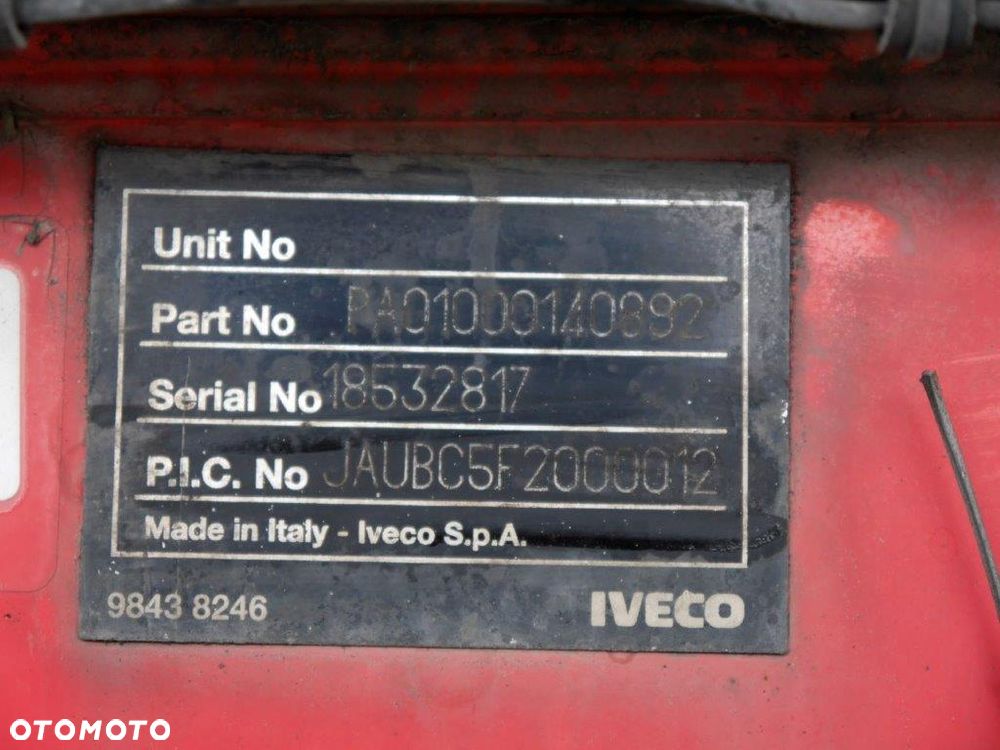 Unit No
Part No PA01000140892
Serial No 18532817
P.I.C. No JAUBC5F2000012
Made in Italy - Iveco S.p.A.
9843 8246 IVECO
OTOMOTO